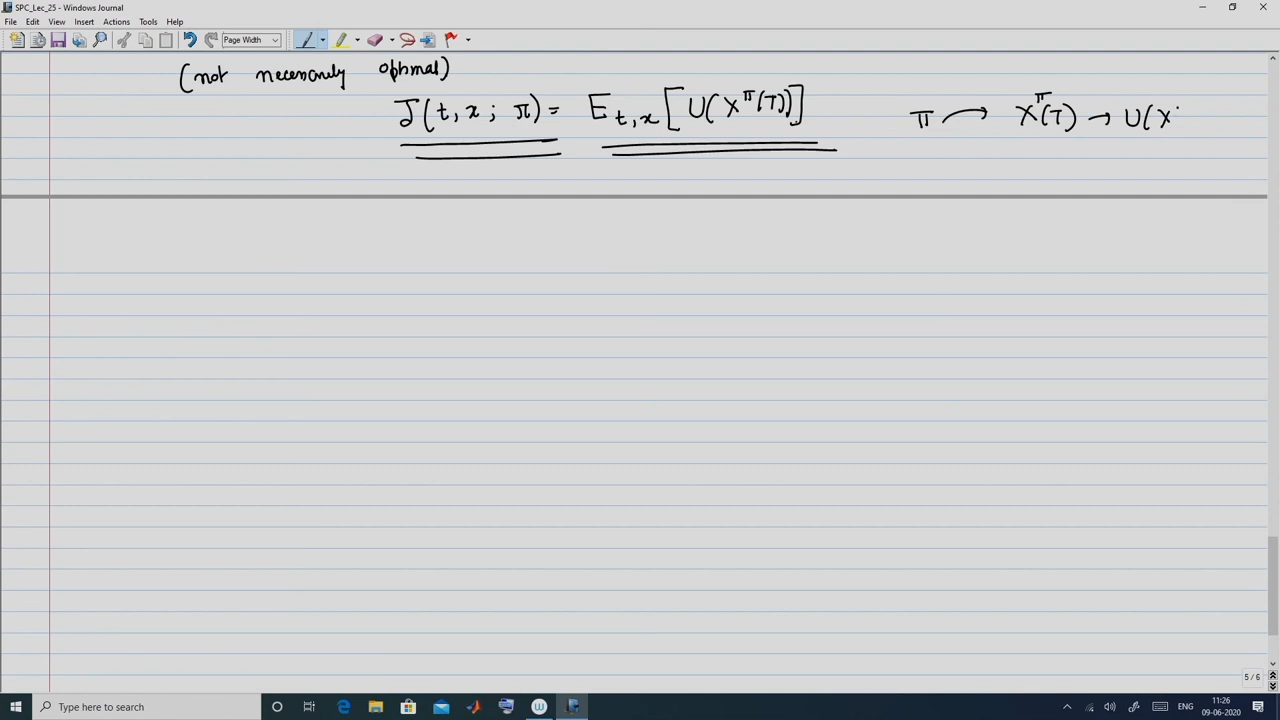 SPC_Lec_25 - Windows Journal
File Edit View Insert Actions Tools Help
Page Width
(not necessarily optimal)
J(t, x; π) = E_{t,x}[U(X^π(T))] π → X^π(T) → U(X
5 / 6
Type here to search
ENG
11:26
09-06-2020